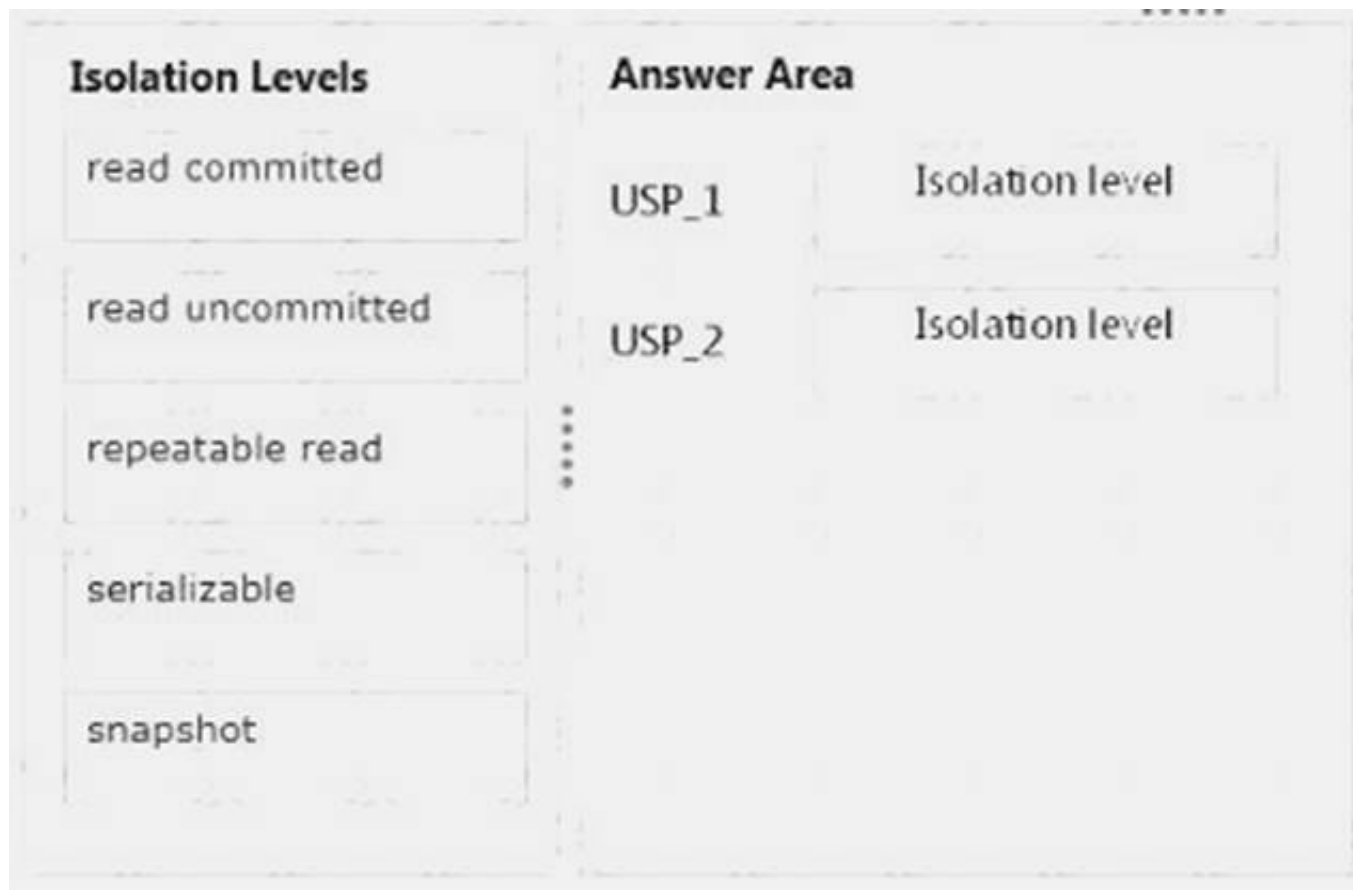 Isolation Levels
read committed
read uncommitted
repeatable read
serializable
snapshot
Answer Area
USP_1 Isolation level
USP_2 Isolation level